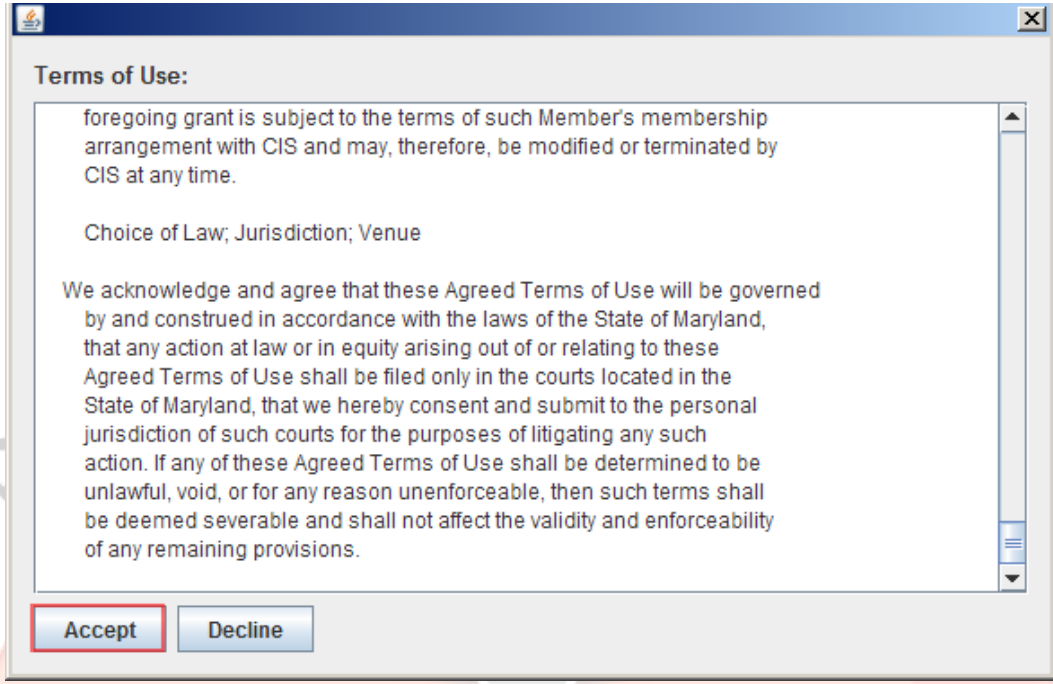 Terms of Use:
foregoing grant is subject to the terms of such Member's membership
arrangement with CIS and may, therefore, be modified or terminated by
CIS at any time.
Choice of Law; Jurisdiction; Venue
We acknowledge and agree that these Agreed Terms of Use will be governed
by and construed in accordance with the laws of the State of Maryland,
that any action at law or in equity arising out of or relating to these
Agreed Terms of Use shall be filed only in the courts located in the
State of Maryland, that we hereby consent and submit to the personal
jurisdiction of such courts for the purposes of litigating any such
action. If any of these Agreed Terms of Use shall be determined to be
unlawful, void, or for any reason unenforceable, then such terms shall
be deemed severable and shall not affect the validity and enforceability
of any remaining provisions.
Accept Decline